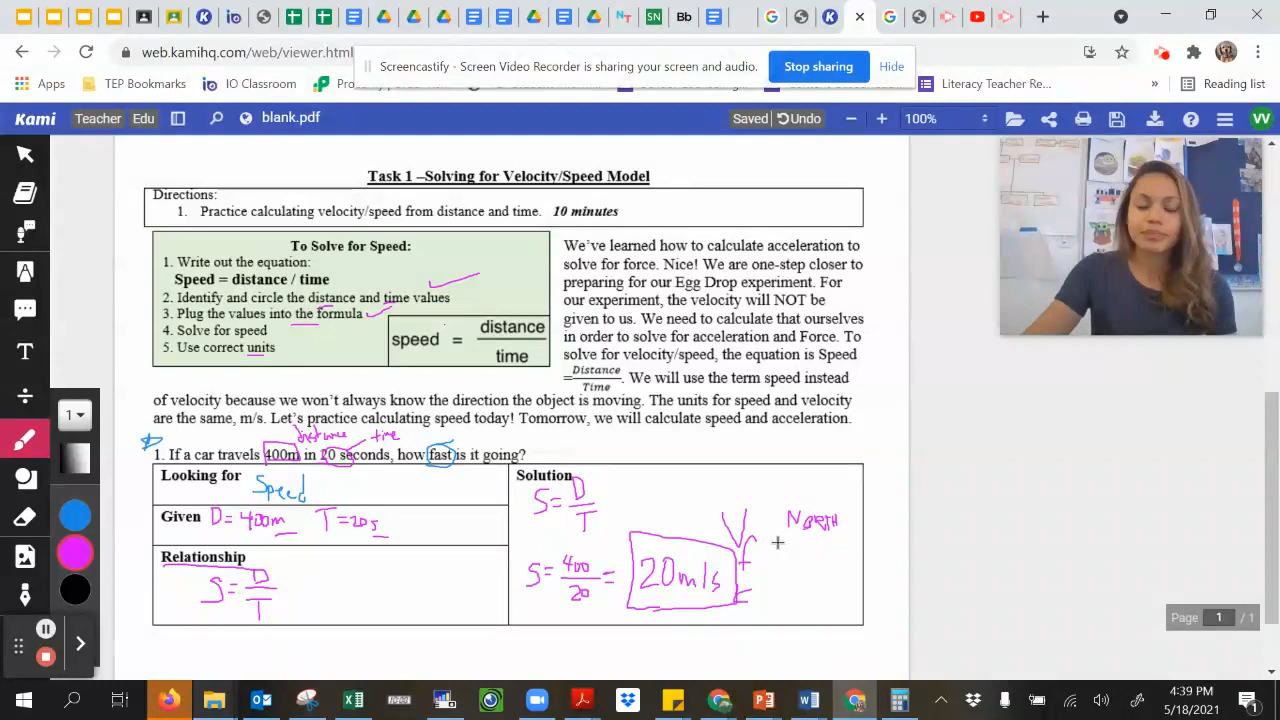 web.kamihq.com/web/viewer.html
Screencastify - Screen Video Recorder is sharing your screen and audio.
Stop sharing
Hide
Apps
TEP Bookmarks
IO Classroom
Literacy Teacher Re...
Reading list
Kami
Teacher
Edu
blank.pdf
Saved
Undo
100%
VV
Task 1 –Solving for Velocity/Speed Model
Directions:
1. Practice calculating velocity/speed from distance and time. 10 minutes
To Solve for Speed:
1. Write out the equation:
Speed = distance / time
2. Identify and circle the distance and time values
3. Plug the values into the formula
4. Solve for speed
5. Use correct units
speed = distance
time
We've learned how to calculate acceleration to
solve for force. Nice! We are one-step closer to
preparing for our Egg Drop experiment. For
our experiment, the velocity will NOT be
given to us. We need to calculate that ourselves
in order to solve for acceleration and Force. To
solve for velocity/speed, the equation is Speed
=Distance/Time. We will use the term speed instead
of velocity because we won't always know the direction the object is moving. The units for speed and velocity
are the same, m/s. Let's practice calculating speed today! Tomorrow, we will calculate speed and acceleration.
distance time
1. If a car travels 400m in 20 seconds, how fast is it going?
Looking for
Speed
Given D=400m T=20s
Relationship
S=D/T
Solution
S=D/T
S=400/20=20m/s
V
NORTH
1
Page 1 / 1
4:39 PM
5/18/2021